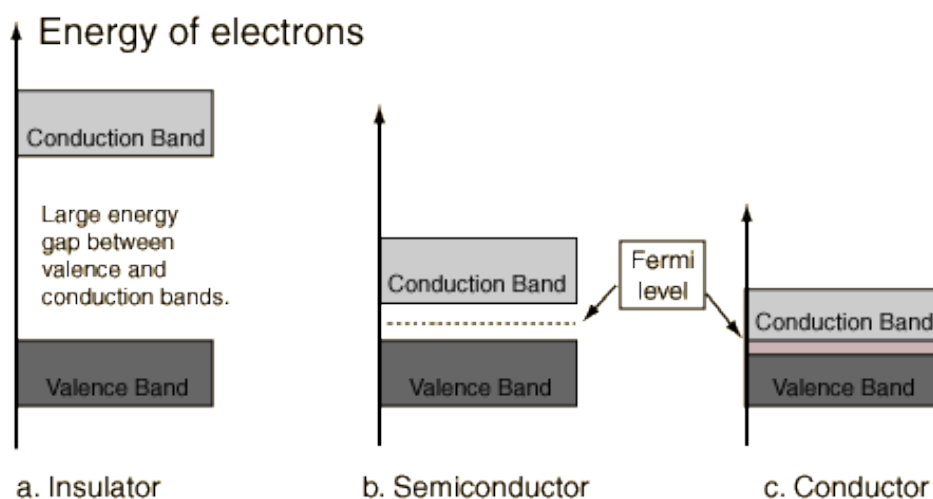 Energy of electrons
Conduction Band
Large energy
gap between
valence and
conduction bands.
Valence Band
a. Insulator
Conduction Band
Valence Band
b. Semiconductor
Fermi
level
Conduction Band
Valence Band
c. Conductor